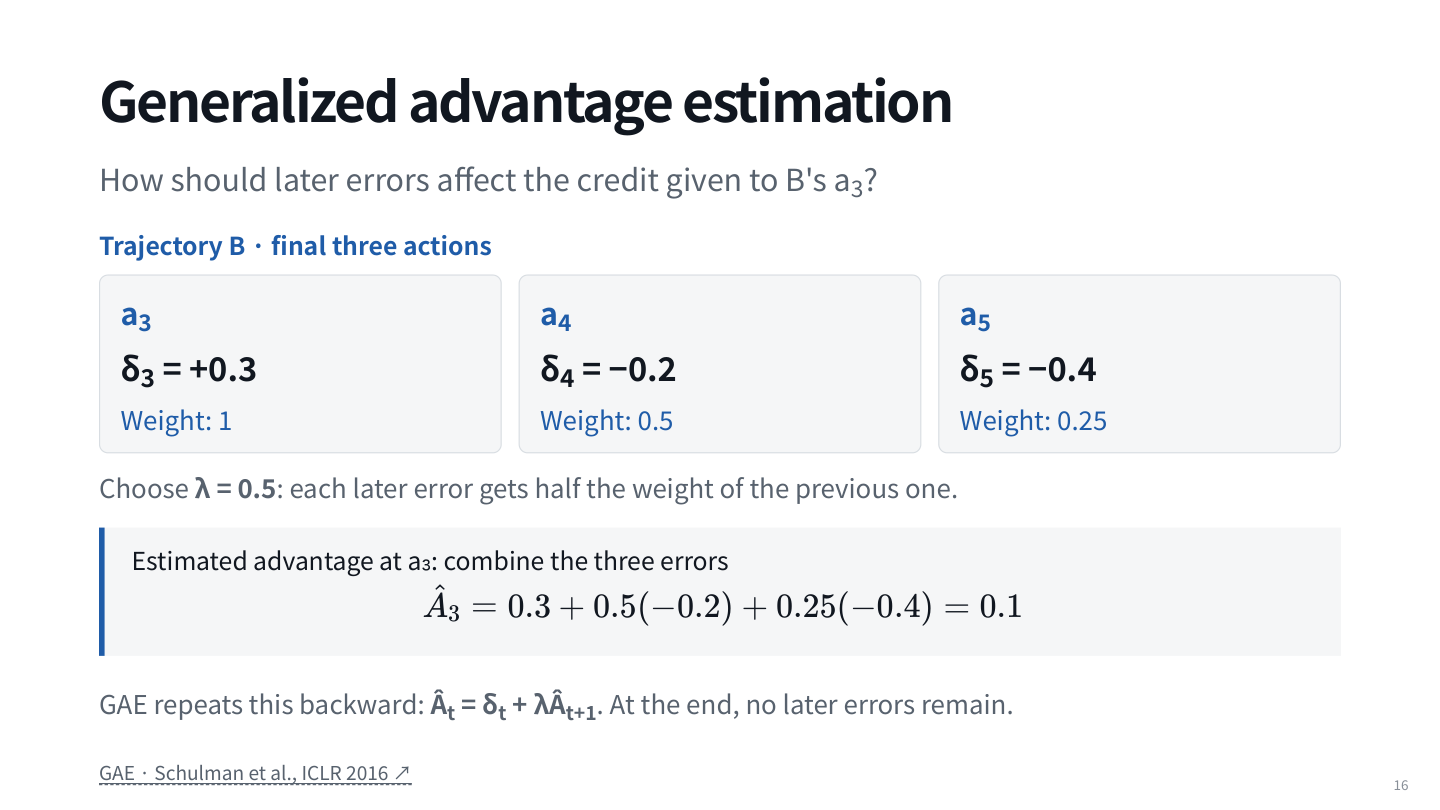 Generalized advantage estimation
How should later errors affect the credit given to B's a₃?
Trajectory B · final three actions
a₃
δ₃ = +0.3
Weight: 1
a₄
δ₄ = −0.2
Weight: 0.5
a₅
δ₅ = −0.4
Weight: 0.25
Choose λ = 0.5: each later error gets half the weight of the previous one.
Estimated advantage at a₃: combine the three errors
Â₃ = 0.3 + 0.5(−0.2) + 0.25(−0.4) = 0.1
GAE repeats this backward: Âₜ = δₜ + λÂₜ₊₁. At the end, no later errors remain.
GAE · Schulman et al., ICLR 2016 ↗
16